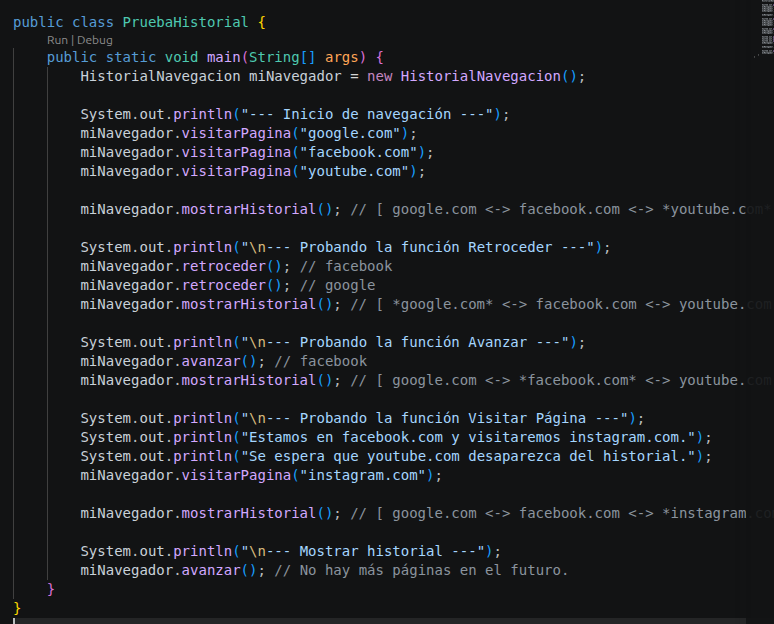 public class PruebaHistorial {
Run | Debug
public static void main(String[] args) {
HistorialNavegacion miNavegador = new HistorialNavegacion();
System.out.println("--- Inicio de navegación ---");
miNavegador.visitarPagina("google.com");
miNavegador.visitarPagina("facebook.com");
miNavegador.visitarPagina("youtube.com");
miNavegador.mostrarHistorial(); // [ google.com <-> facebook.com <-> *youtube.com*
System.out.println("\n--- Probando la función Retroceder ---");
miNavegador.retroceder(); // facebook
miNavegador.retroceder(); // google
miNavegador.mostrarHistorial(); // [ *google.com* <-> facebook.com <-> youtube.com
System.out.println("\n--- Probando la función Avanzar ---");
miNavegador.avanzar(); // facebook
miNavegador.mostrarHistorial(); // [ google.com <-> *facebook.com* <-> youtube.com
System.out.println("\n--- Probando la función Visitar Página ---");
System.out.println("Estamos en facebook.com y visitaremos instagram.com.");
System.out.println("Se espera que youtube.com desaparezca del historial.");
miNavegador.visitarPagina("instagram.com");
miNavegador.mostrarHistorial(); // [ google.com <-> facebook.com <-> *instagram.co
System.out.println("\n--- Mostrar historial ---");
miNavegador.avanzar(); // No hay más páginas en el futuro.
}
}